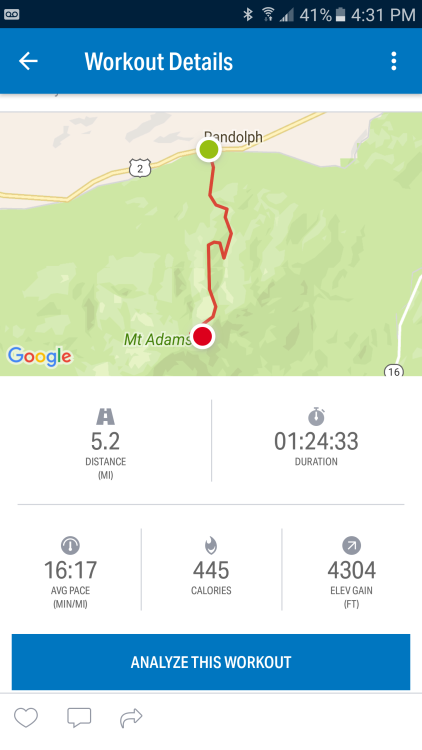 41% 4:31 PM
Workout Details
Randolph
2
Mt Adams
Google
16
5.2
DISTANCE
(MI)
01:24:33
DURATION
16:17
AVG PACE
(MIN/MI)
445
CALORIES
4304
ELEV GAIN
(FT)
ANALYZE THIS WORKOUT